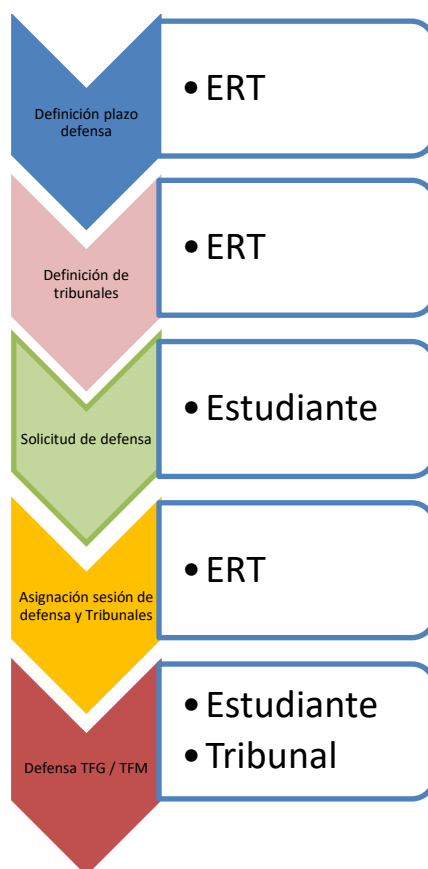 Definición plazo
defensa
• ERT
Definición de
tribunales
• ERT
Solicitud de defensa
• Estudiante
Asignación sesión de
defensa y Tribunales
• ERT
Defensa TFG / TFM
• Estudiante
• Tribunal